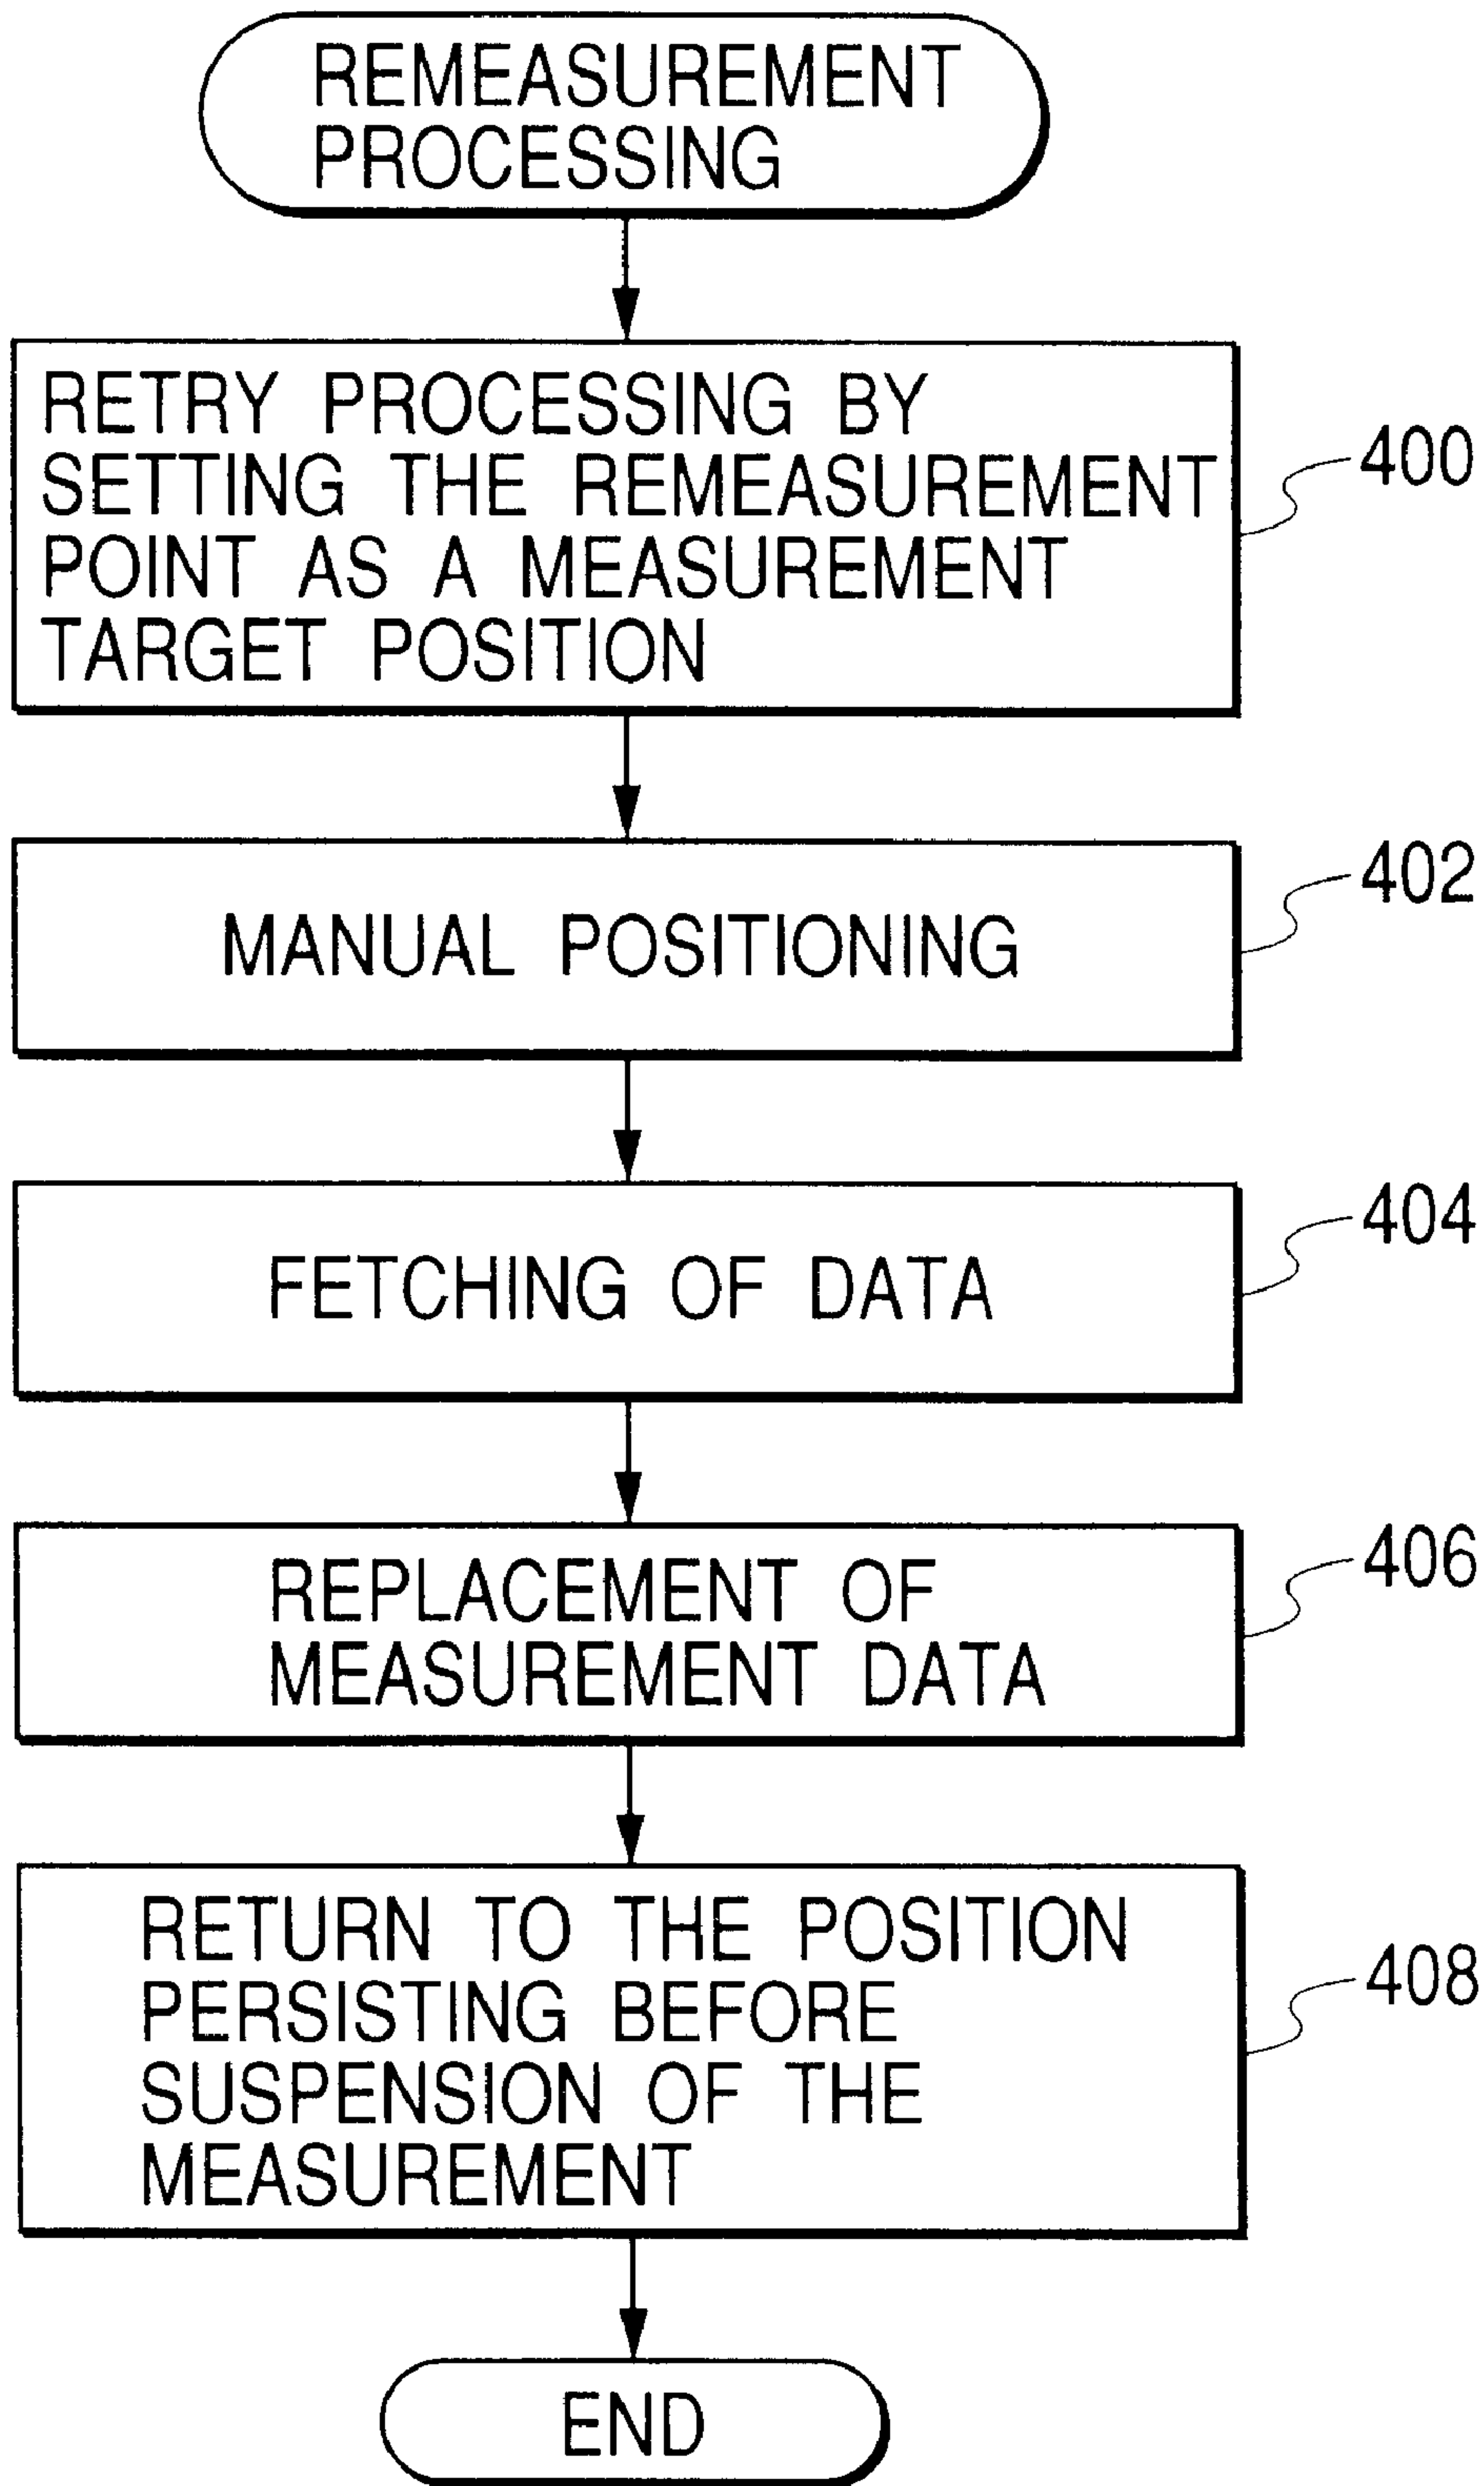 REMEASUREMENT
PROCESSING
RETRY PROCESSING BY
SETTING THE REMEASUREMENT
POINT AS A MEASUREMENT
TARGET POSITION
400
MANUAL POSITIONING
402
FETCHING OF DATA
404
REPLACEMENT OF
MEASUREMENT DATA
406
RETURN TO THE POSITION
PERSISTING BEFORE
SUSPENSION OF THE
MEASUREMENT
408
END